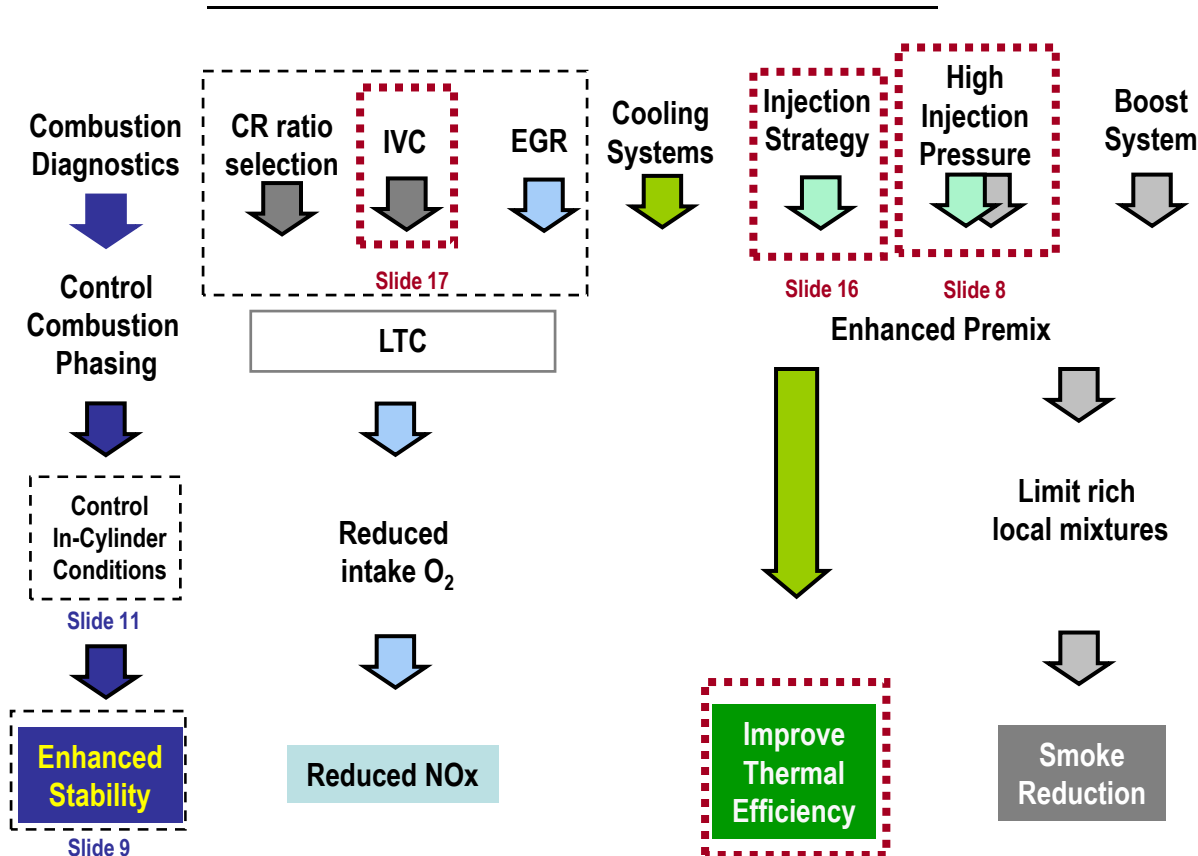 Combustion
Diagnostics
CR ratio
selection
IVC
EGR
Cooling
Systems
Injection
Strategy
High
Injection
Pressure
Boost
System
Slide 17
Slide 16
Slide 8
Control
Combustion
Phasing
LTC
Enhanced Premix
Control
In-Cylinder
Conditions
Slide 11
Reduced
intake O₂
Limit rich
local mixtures
Enhanced
Stability
Slide 9
Reduced NOx
Improve
Thermal
Efficiency
Smoke
Reduction